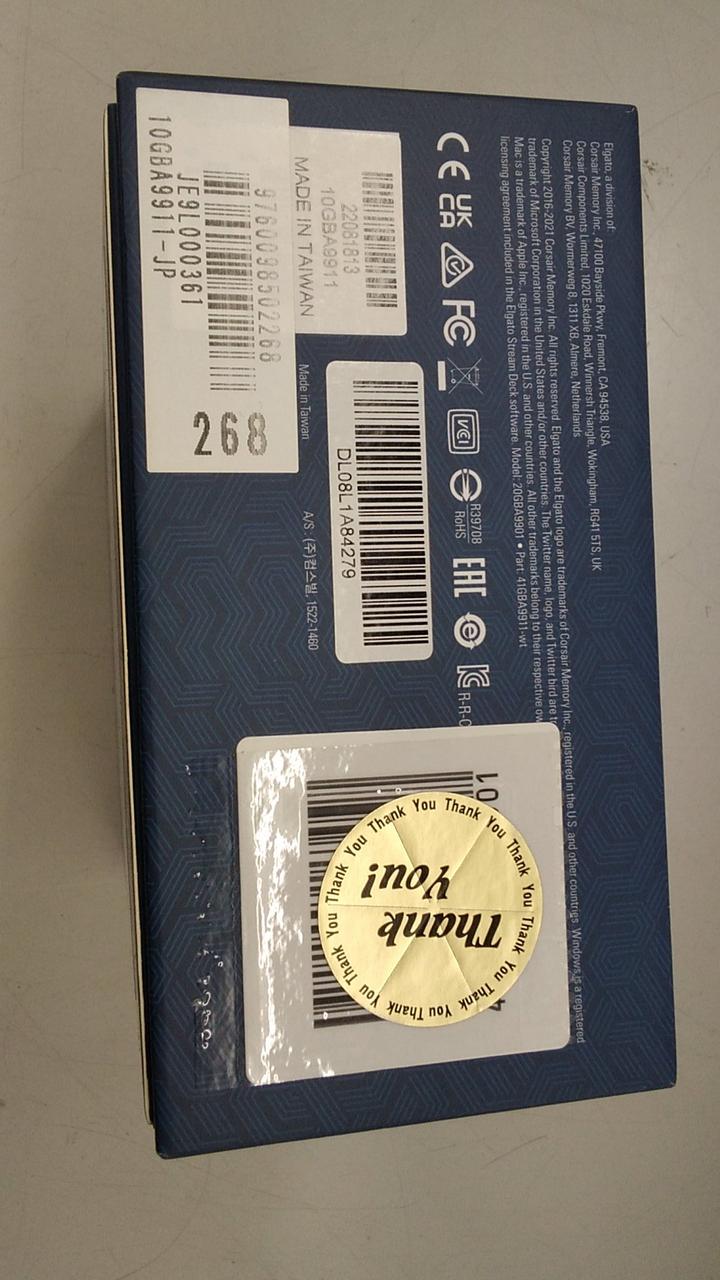 Elgato, a division of:
Corsair Memory Inc., 47100 Bayside Pkwy, Fremont, CA 94538, USA
Corsair Components Limited, 1020 Eskdale Road, Winnersh Triangle, Wokingham, RG41 5TS, UK
Corsair Memory BV, Wormerweg 8, 1311 XB, Almere, Netherlands
Copyright 2016-2021 Corsair Memory Inc. All rights reserved. Elgato and the Elgato logo are trademarks of Corsair Memory Inc., registered in the U.S. and other countries. Windows is a registered
trademark of Microsoft Corporation in the United States and/or other countries. The Twitter name, logo, and Twitter bird are
Mac is a trademark of Apple Inc., registered in the U.S. and other countries. All other trademarks belong to their respective
licensing agreement included in the Elgato Stream Deck software. Model: 20GBA9901 • Part: 41GBA9911-wt
CE UK CA FC VCI R39708 RoHS EAC R-R-C
22081813
10GBA9911
MADE IN TAIWAN
9760098502268
JE9L000361
10GBA9911-JP
268
DL08L1A84279
Made in Taiwan
A/S : (주)컴스빌, 1522-1460
Thank You Thank You Thank You Thank You Thank You Thank You Thank You Thank You
Thank
You!